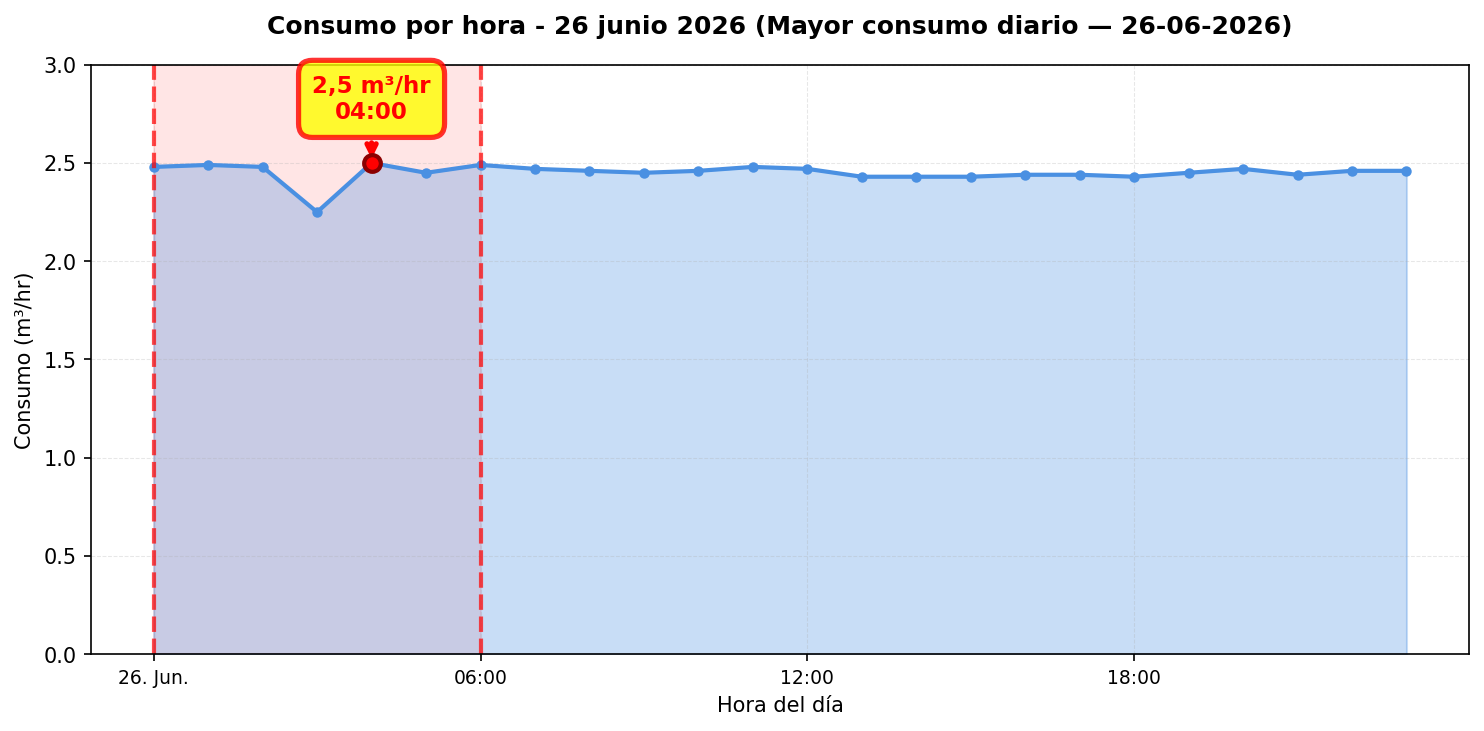 Consumo por hora - 26 junio 2026 (Mayor consumo diario — 26-06-2026)
2,5 m³/hr
04:00
3.0
2.5
2.0
1.5
1.0
0.5
0.0
Consumo (m³/hr)
26. Jun.
06:00
12:00
18:00
Hora del día